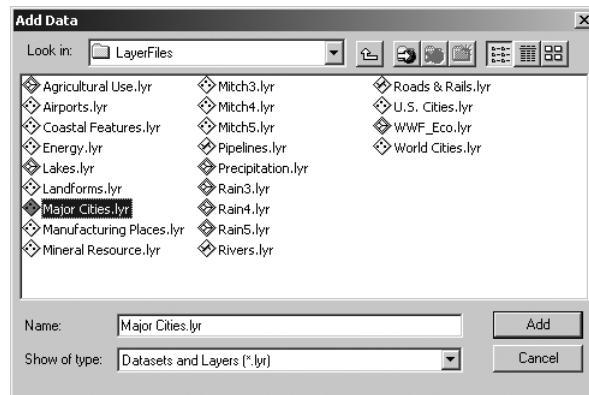 Add Data
Look in: LayerFiles
Agricultural Use.lyr
Airports.lyr
Coastal Features.lyr
Energy.lyr
Lakes.lyr
Landforms.lyr
Major Cities.lyr
Manufacturing Places.lyr
Mineral Resource.lyr
Mitch3.lyr
Mitch4.lyr
Mitch5.lyr
Pipelines.lyr
Precipitation.lyr
Rain3.lyr
Rain4.lyr
Rain5.lyr
Rivers.lyr
Roads & Rails.lyr
U.S. Cities.lyr
WWF_Eco.lyr
World Cities.lyr
Name: Major Cities.lyr
Add
Show of type: Datasets and Layers (*.lyr)
Cancel